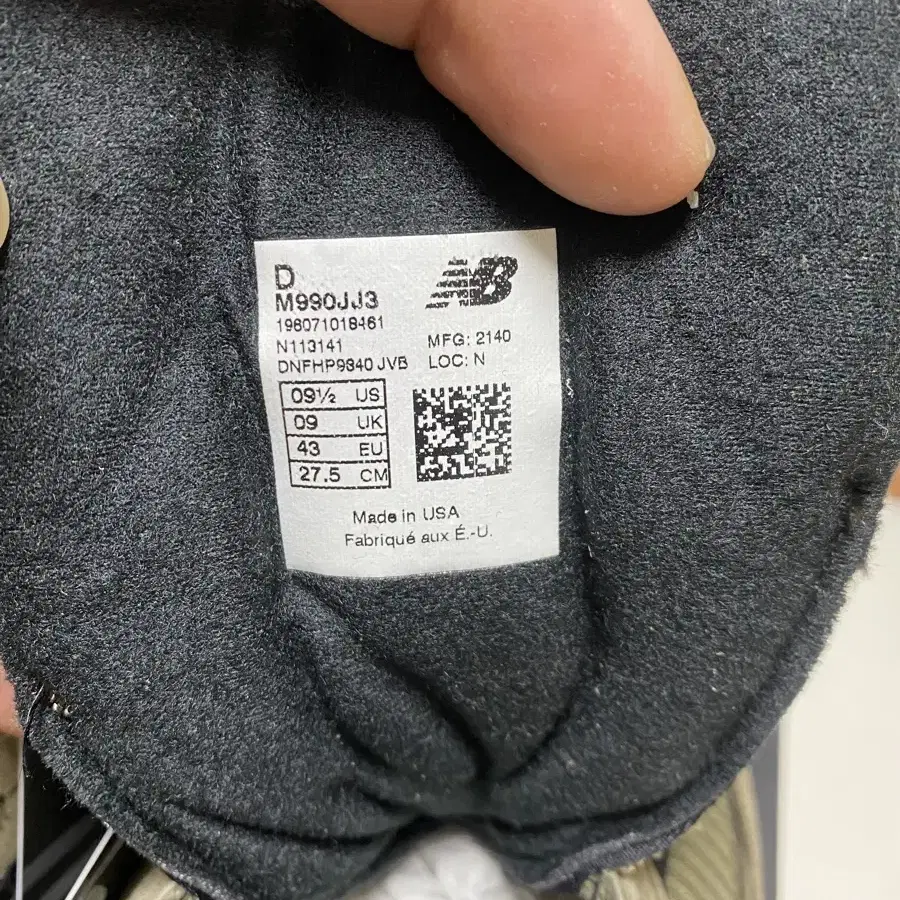 D
M990JJ3
196071018461
N113141
DNFHP9840 JVB
MFG: 2140
LOC: N
09½ US
09 UK
43 EU
27.5 CM
Made in USA
Fabriqué aux É.-U.